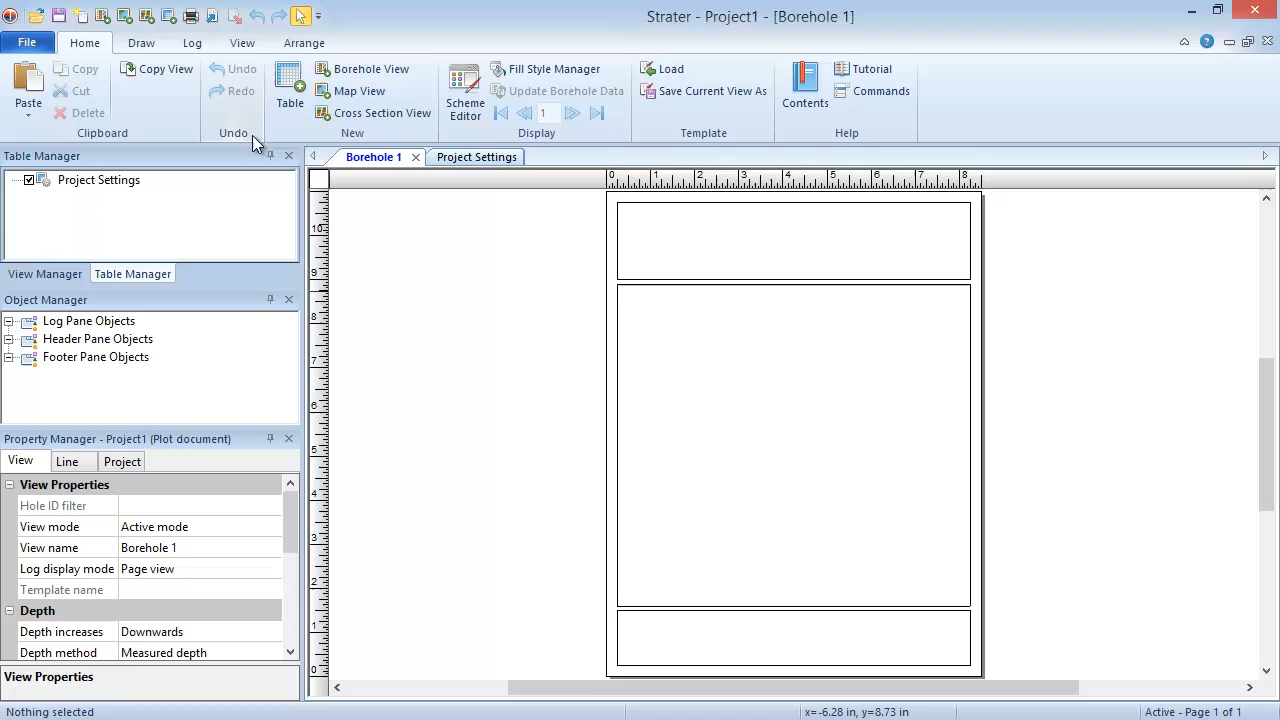 Strater - Project1 - [Borehole 1]
File Home Draw Log View Arrange
Paste
Copy
Cut
Delete
Copy View
Clipboard
Undo
Redo
Undo
Table
Borehole View
Map View
Cross Section View
New
Scheme
Editor
Fill Style Manager
Update Borehole Data
1
Display
Load
Save Current View As
Template
Contents
Tutorial
Commands
Help
Table Manager
Project Settings
View Manager Table Manager
Object Manager
Log Pane Objects
Header Pane Objects
Footer Pane Objects
Property Manager - Project1 (Plot document)
View Line Project
View Properties
Hole ID filter
View mode Active mode
View name Borehole 1
Log display mode Page view
Template name
Depth
Depth increases Downwards
Depth method Measured depth
View Properties
Borehole 1 Project Settings
0 1 2 3 4 5 6 7 8
10
9
8
7
6
5
4
3
2
1
0
Nothing selected
x=-6.28 in, y=8.73 in
Active - Page 1 of 1